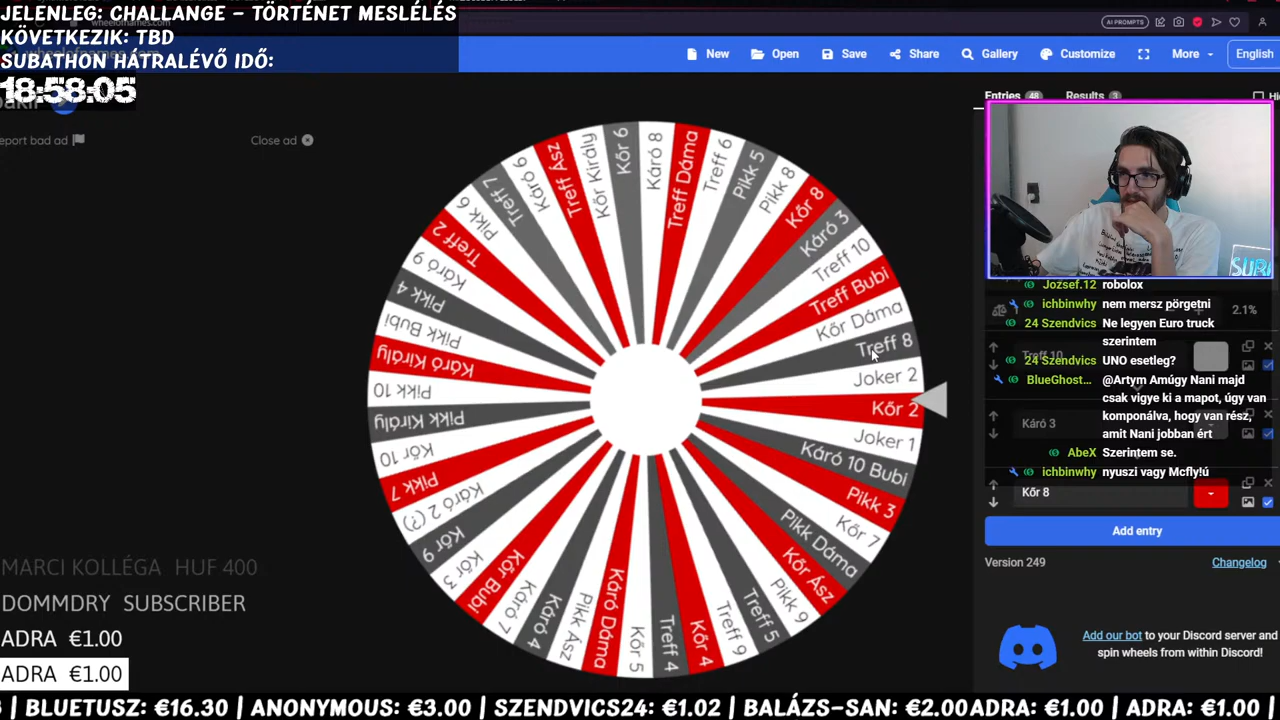 JELENLEG: CHALLANGE - TÖRTÉNET MESLÉLÉS
KÖVETKEZIK: TBD
SUBATHON HÁTRALÉVŐ IDŐ:
18:58:05
wheelofnames.com
AI PROMPTS
New
Open
Save
Share
Gallery
Customize
More
English
report bad ad
Close ad
Entries 48
Results 3
Kőr 6
Káró 8
Treff Dáma
Treff 6
Pikk 5
Pikk 8
Kőr 8
Káró 3
Treff 10
Treff Bubi
Kőr Dáma
Treff 8
Joker 2
Kőr 2
Joker 1
Káró 10 Bubi
Pikk 3
Kőr 7
Pikk Dáma
Kőr Ász
Pikk 9
Treff 5
Treff 9
Kőr 4
Treff 4
Kőr 5
Káró Dáma
Pikk Ász
Káró 4
Káró 7
Kőr Bubi
Kőr 3
Kőr 9
Káró 2 (?)
Pikk 7
Kőr 10
Pikk Király
Pikk 10
Káró Király
Pikk Bubi
Pikk 4
Káró 9
Treff 2
Pikk 6
Treff 7
Káró 6
Treff Ász
Kőr Király
József.12 robolox
ichbinwhy nem mersz pörgetni
24 Szendvics Ne legyen Euro truck
szerintem
24 Szendvics UNO esetleg?
BlueGhost... @Artym Amúgy Nani majd
csak vigye ki a mapot, úgy van
komponálva, hogy van rész,
amit Nani jobban ért
AbeX Szerintem se.
ichbinwhy nyuszi vagy Mcfly!ú
2.1%
Treff 10
Káró 3
Kőr 8
Add entry
Version 249
Changelog
Add our bot to your Discord server and
spin wheels from within Discord!
MARCI KOLLÉGA HUF 400
DOMMDRY SUBSCRIBER
ADRA €1.00
ADRA €1.00
| BLUETUSZ: €16.30 | ANONYMOUS: €3.00 | SZENDVICS24: €1.02 | BALÁZS-SAN: €2.00ADRA: €1.00 | ADRA: €1.00 |